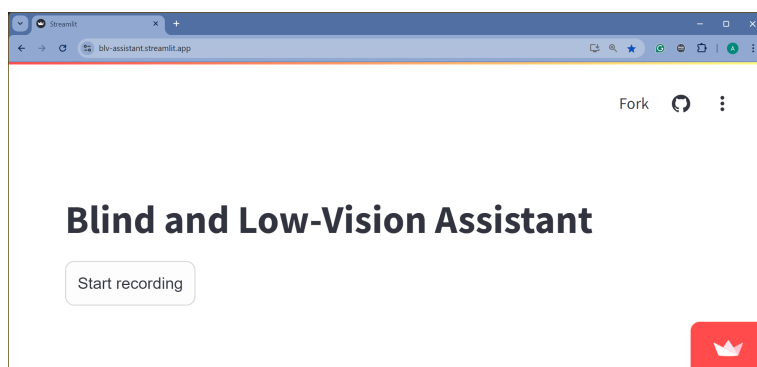 Streamlit
blv-assistant.streamlit.app
A
Fork
Blind and Low-Vision Assistant
Start recording